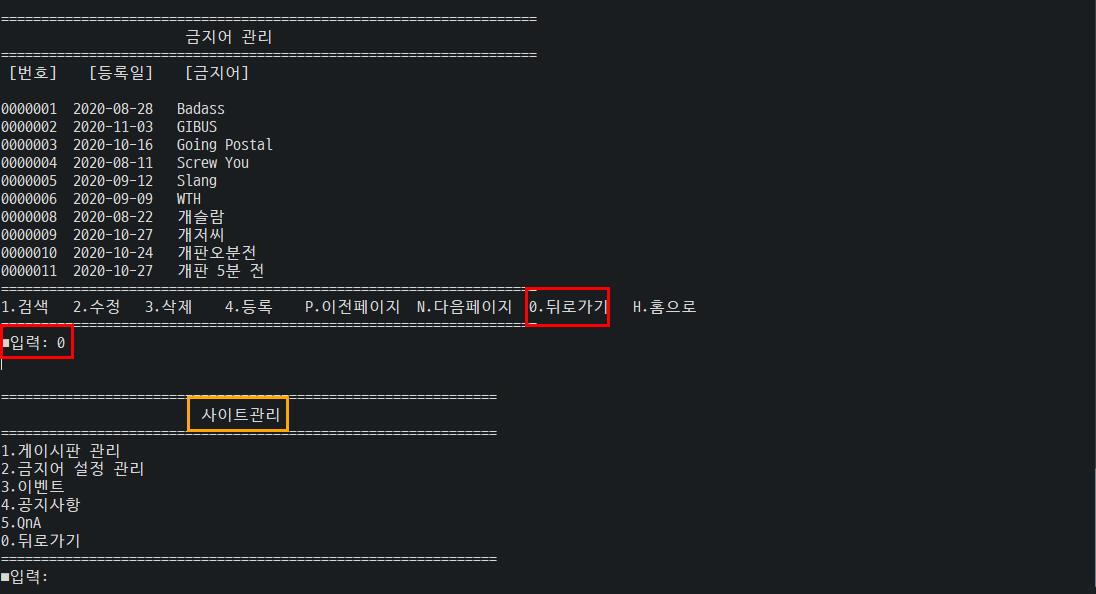 ===================================================================
금지어 관리
===================================================================
[번호] [등록일] [금지어]
0000001 2020-08-28 Badass
0000002 2020-11-03 GIBUS
0000003 2020-10-16 Going Postal
0000004 2020-08-11 Screw You
0000005 2020-09-12 Slang
0000006 2020-09-09 WTH
0000008 2020-08-22 개슬람
0000009 2020-10-27 개저씨
0000010 2020-10-24 개판오분전
0000011 2020-10-27 개판 5분 전
===================================================================
1.검색 2.수정 3.삭제 4.등록 P.이전페이지 N.다음페이지 0.뒤로가기 H.홈으로
===================================================================
■입력: 0
==============================================================
사이트관리
==============================================================
1.게이시판 관리
2.금지어 설정 관리
3.이벤트
4.공지사항
5.QnA
0.뒤로가기
==============================================================
■입력: